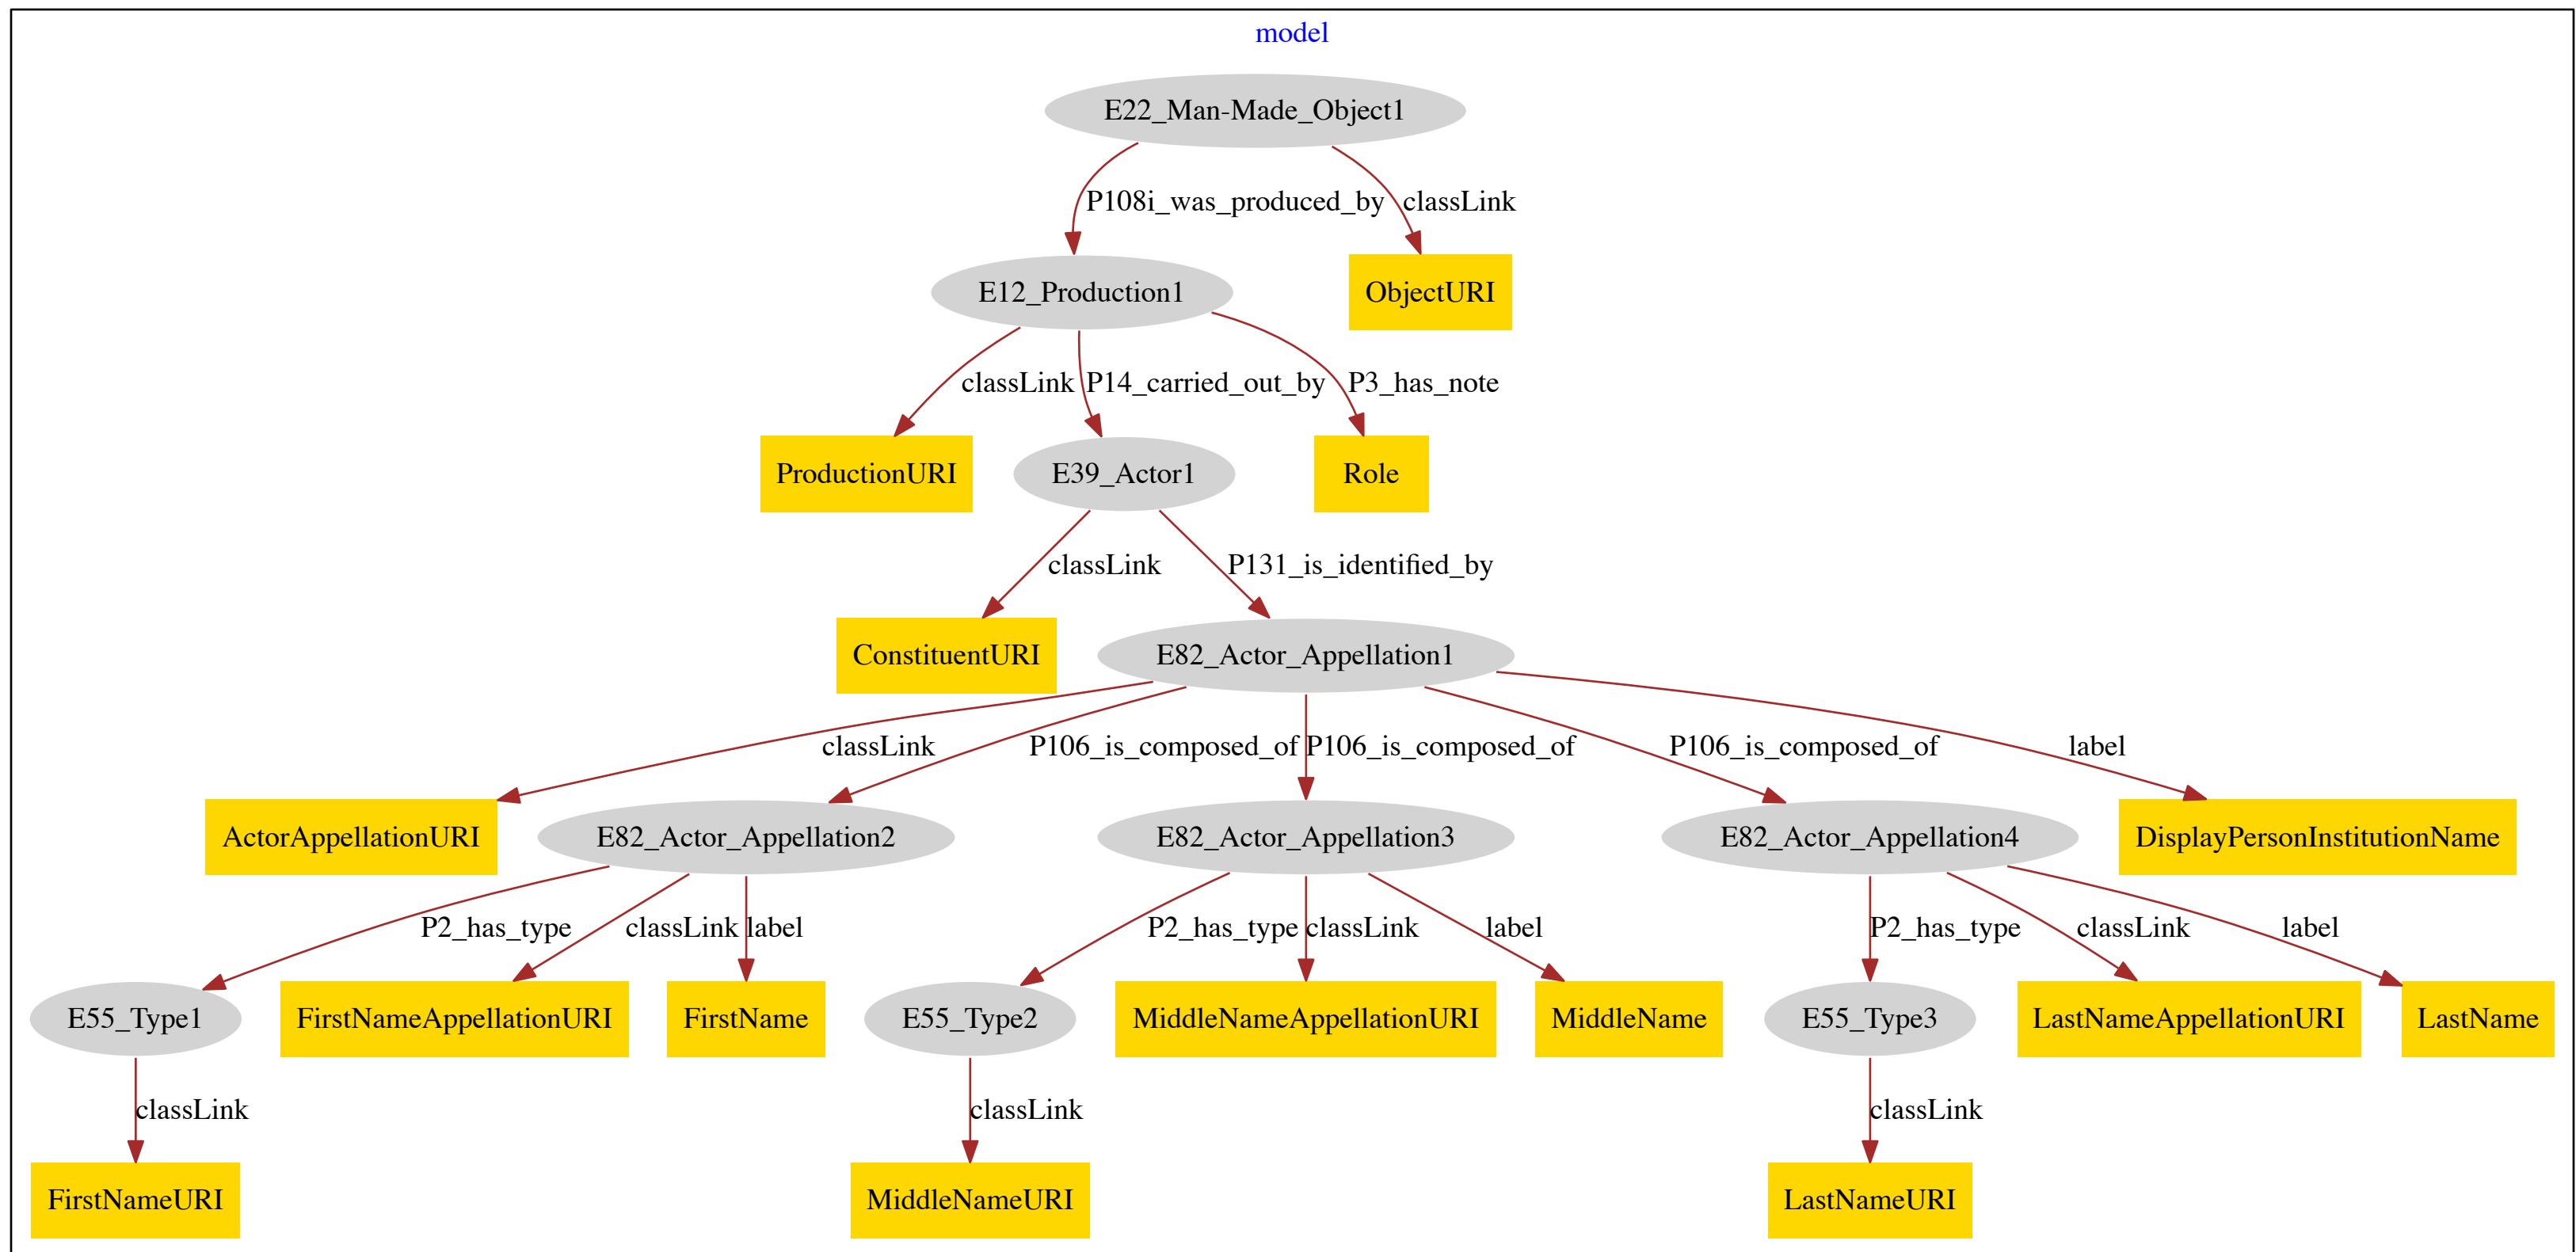 model
E22_Man-Made_Object1
P108i_was_produced_by classLink
E12_Production1 ObjectURI
classLink P14_carried_out_by P3_has_note
ProductionURI E39_Actor1 Role
classLink P131_is_identified_by
ConstituentURI E82_Actor_Appellation1
classLink P106_is_composed_of P106_is_composed_of P106_is_composed_of label
ActorAppellationURI E82_Actor_Appellation2 E82_Actor_Appellation3 E82_Actor_Appellation4 DisplayPersonInstitutionName
P2_has_type classLink label P2_has_type classLink label P2_has_type classLink label
E55_Type1 FirstNameAppellationURI FirstName E55_Type2 MiddleNameAppellationURI MiddleName E55_Type3 LastNameAppellationURI LastName
classLink classLink classLink
FirstNameURI MiddleNameURI LastNameURI